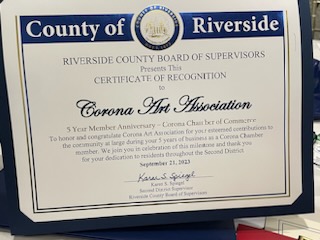 County of Riverside
RIVERSIDE COUNTY BOARD OF SUPERVISORS
Presents This
CERTIFICATE OF RECOGNITION
to
Corona Art Association
5 Year Member Anniversary - Corona Chamber of Commerce
To honor and congratulate Corona Art Association for your esteemed contributions to
the community at large during your 5 years of business as a Corona Chamber
member. We join you in celebration of this milestone and thank you
for your dedication to residents throughout the Second District
September 21, 2023
Karen S. Spiegel
Karen S. Spiegel
Second District Supervisor
Riverside County Board of Supervisors